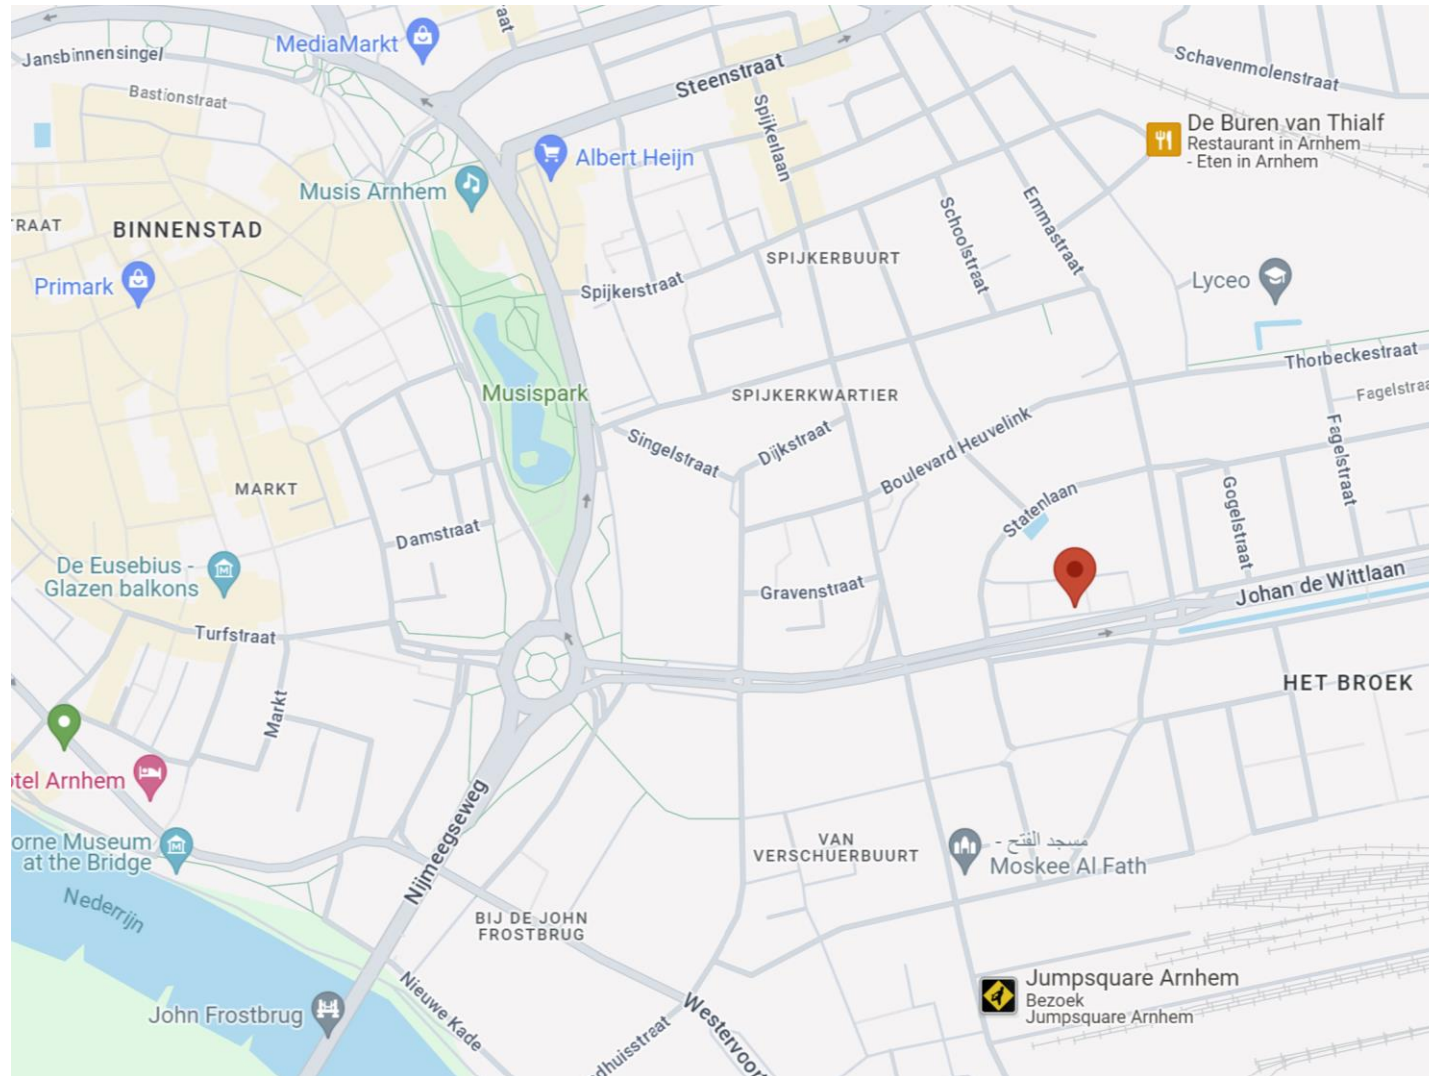 Jansbinnensingel
MediaMarkt
aat
Steenstraat
Schavenmolenstraat
Bastionstraat
Spijkerlaan
De Buren van Thialf
Restaurant in Arnhem
- Eten in Arnhem
Albert Heijn
Musis Arnhem
'RAAT
BINNENSTAD
Emmastraat
Schoolstraat
SPIJKERBUURT
Primark
Spijkerstraat
Lyceo
Thorbeckestraat
Musispark
SPIJKERKWARTIER
Fagelstraa
Singelstraat
Dijkstraat
Boulevard Heuvelink
Fagelstraat
MARKT
Statenlaan
Gogelstraat
Damstraat
De Eusebius -
Glazen balkons
Gravenstraat
Johan de Wittlaan
Turfstraat
HET BROEK
Markt
otel Arnhem
Nijmeegseweg
orne Museum
at the Bridge
VAN
VERSCHUERBUURT
مسجد الفتح -
Moskee Al Fath
Nederrijn
BIJ DE JOHN
FROSTBRUG
Jumpsquare Arnhem
Bezoek
Jumpsquare Arnhem
John Frostbrug
Nieuwe Kade
Westervoor
dhuisstraat